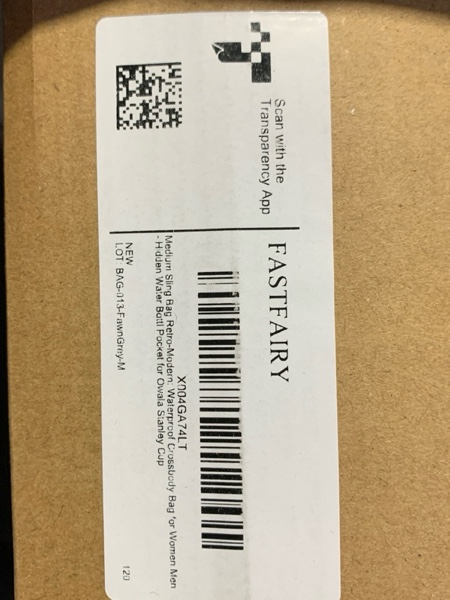 Scan with the
Transparency App
FASTFAIRY
X004GA74LT
Medium Sling Bag Retro-Modern: Waterproof Crossbody Bag for Women Men
- Hidden Water Bottl Pocket for Owala Stanley Cup
NEW
LOT BAG-013-FawnGrey-M
120